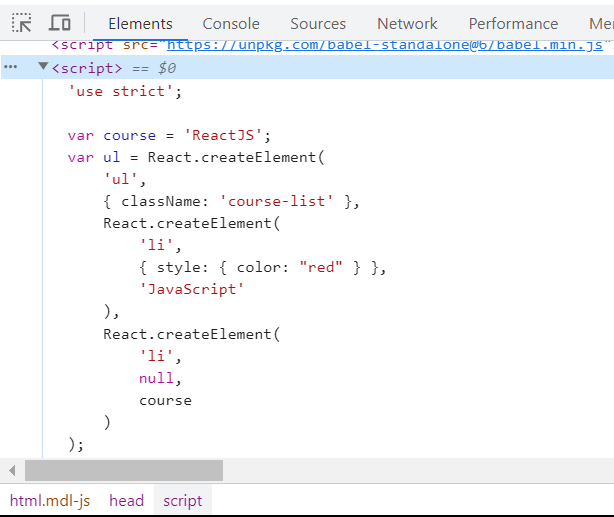 Elements Console Sources Network Performance Me
<script src="https://unpkg.com/babel-standalone@6/babel.min.js"
<script> == $0
'use strict';
var course = 'ReactJS';
var ul = React.createElement(
'ul',
{ className: 'course-list' },
React.createElement(
'li',
{ style: { color: "red" } },
'JavaScript'
),
React.createElement(
'li',
null,
course
)
);
html.mdl-js head script